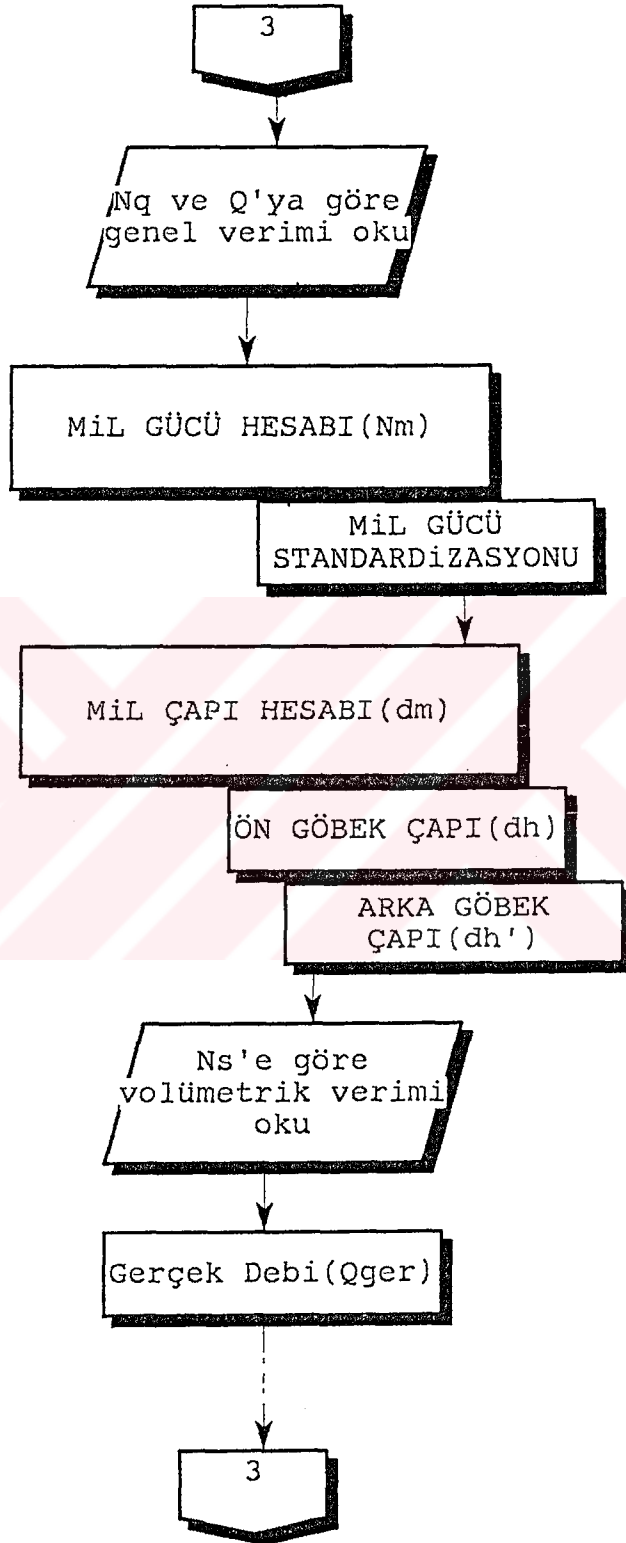 3
Nq ve Q'ya göre
genel verimi oku
MiL GÜCÜ HESABI(Nm)
MiL GÜCÜ
STANDARDiZASYONU
MiL ÇAPI HESABI(dm)
ÖN GÖBEK ÇAPI(dh)
ARKA GÖBEK
ÇAPI(dh')
Ns'e göre
volümetrik verimi
oku
Gerçek Debi(Qger)
3